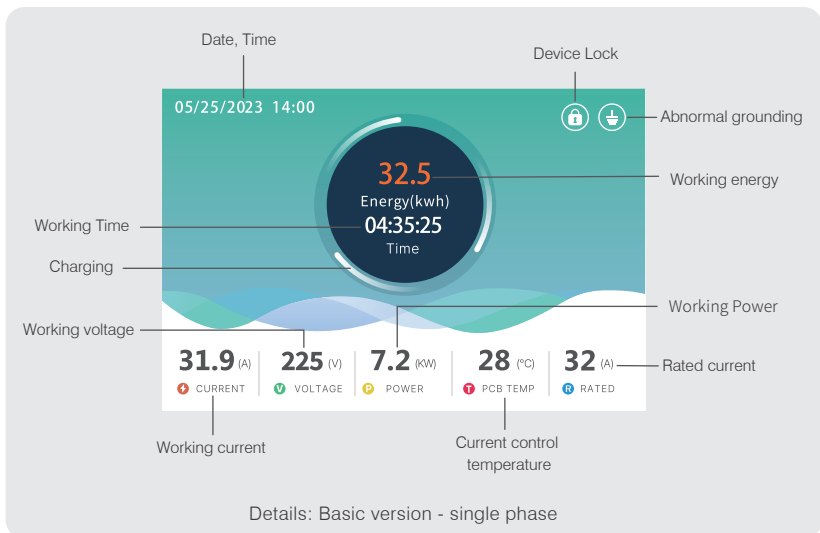 Date, Time
Device Lock
05/25/2023 14:00
Abnormal grounding
32.5
Working energy
Energy(kwh)
Working Time
04:35:25
Time
Charging
Working Power
Working voltage
31.9 (A) 225 (V) 7.2 (KW) 28 (°C) 32 (A)
Rated current
CURRENT V VOLTAGE P POWER T PCB TEMP R RATED
Working current
Current control
temperature
Details: Basic version - single phase